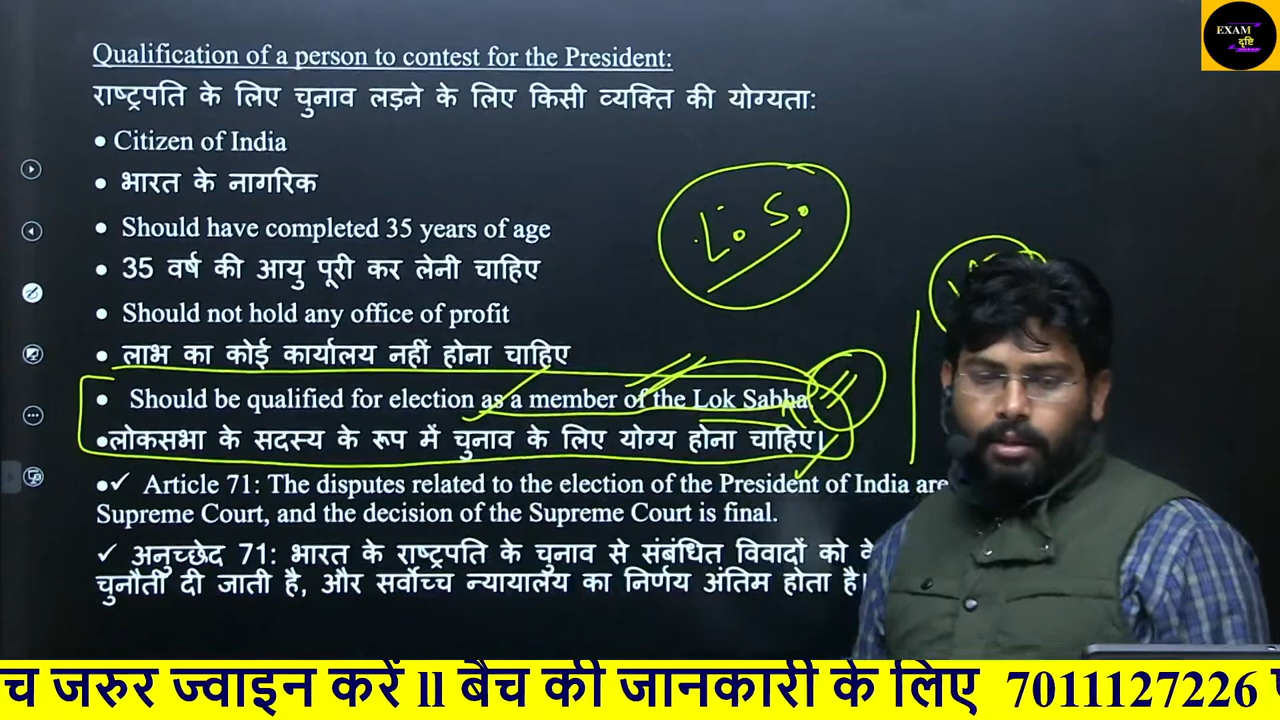 EXAM
दृष्टि
Qualification of a person to contest for the President:
राष्ट्रपति के लिए चुनाव लड़ने के लिए किसी व्यक्ति की योग्यता:
• Citizen of India
• भारत के नागरिक
• Should have completed 35 years of age
• 35 वर्ष की आयु पूरी कर लेनी चाहिए
• Should not hold any office of profit
• लाभ का कोई कार्यालय नहीं होना चाहिए
• Should be qualified for election as a member of the Lok Sabha
•लोकसभा के सदस्य के रूप में चुनाव के लिए योग्य होना चाहिए।
•✓ Article 71: The disputes related to the election of the President of India are
Supreme Court, and the decision of the Supreme Court is final.
✓ अनुच्छेद 71: भारत के राष्ट्रपति के चुनाव से संबंधित विवादों को
चुनौती दी जाती है, और सर्वोच्च न्यायालय का निर्णय अंतिम होता है।
Lo So
च जरुर ज्वाइन करें ll बैच की जानकारी के लिए 7011127226